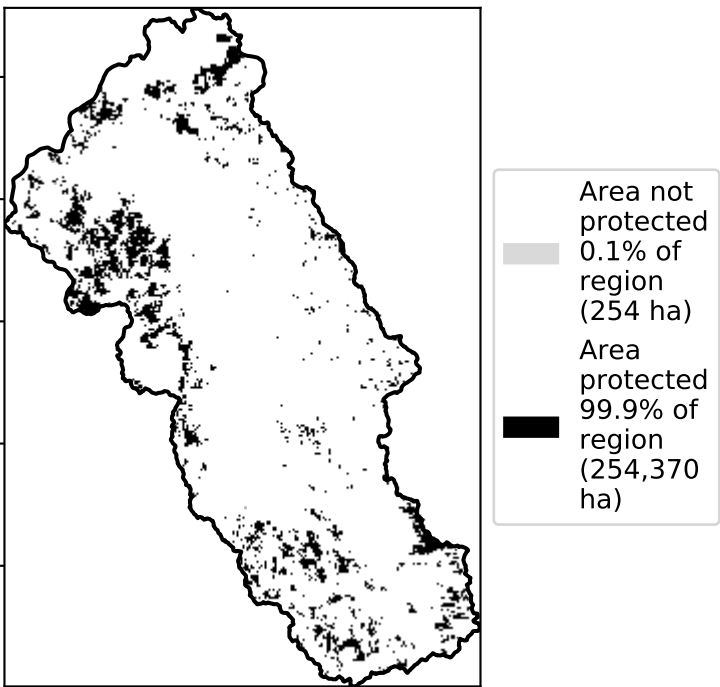 Area not
protected
0.1% of
region
(254 ha)
Area
protected
99.9% of
region
(254,370
ha)